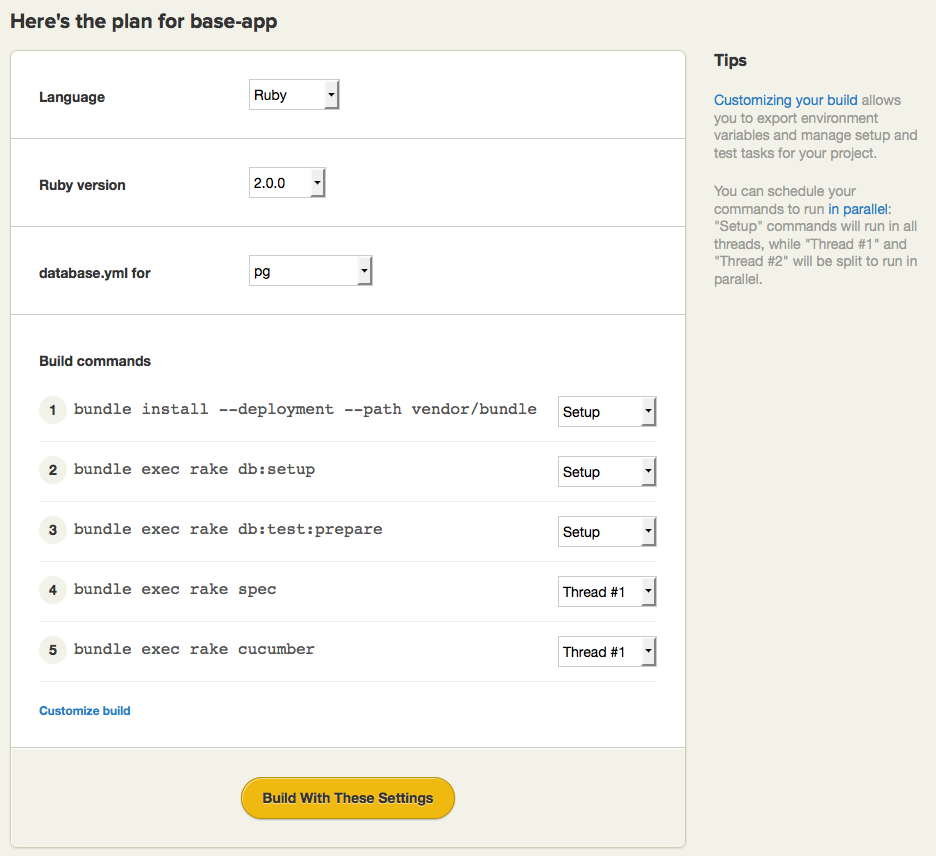 Here's the plan for base-app
Language
Ruby
Ruby version
2.0.0
database.yml for
pg
Build commands
1 bundle install --deployment --path vendor/bundle Setup
2 bundle exec rake db:setup Setup
3 bundle exec rake db:test:prepare Setup
4 bundle exec rake spec Thread #1
5 bundle exec rake cucumber Thread #1
Customize build
Build With These Settings
Tips
Customizing your build allows
you to export environment
variables and manage setup and
test tasks for your project.
You can schedule your
commands to run in parallel:
"Setup" commands will run in all
threads, while "Thread #1" and
"Thread #2" will be split to run in
parallel.